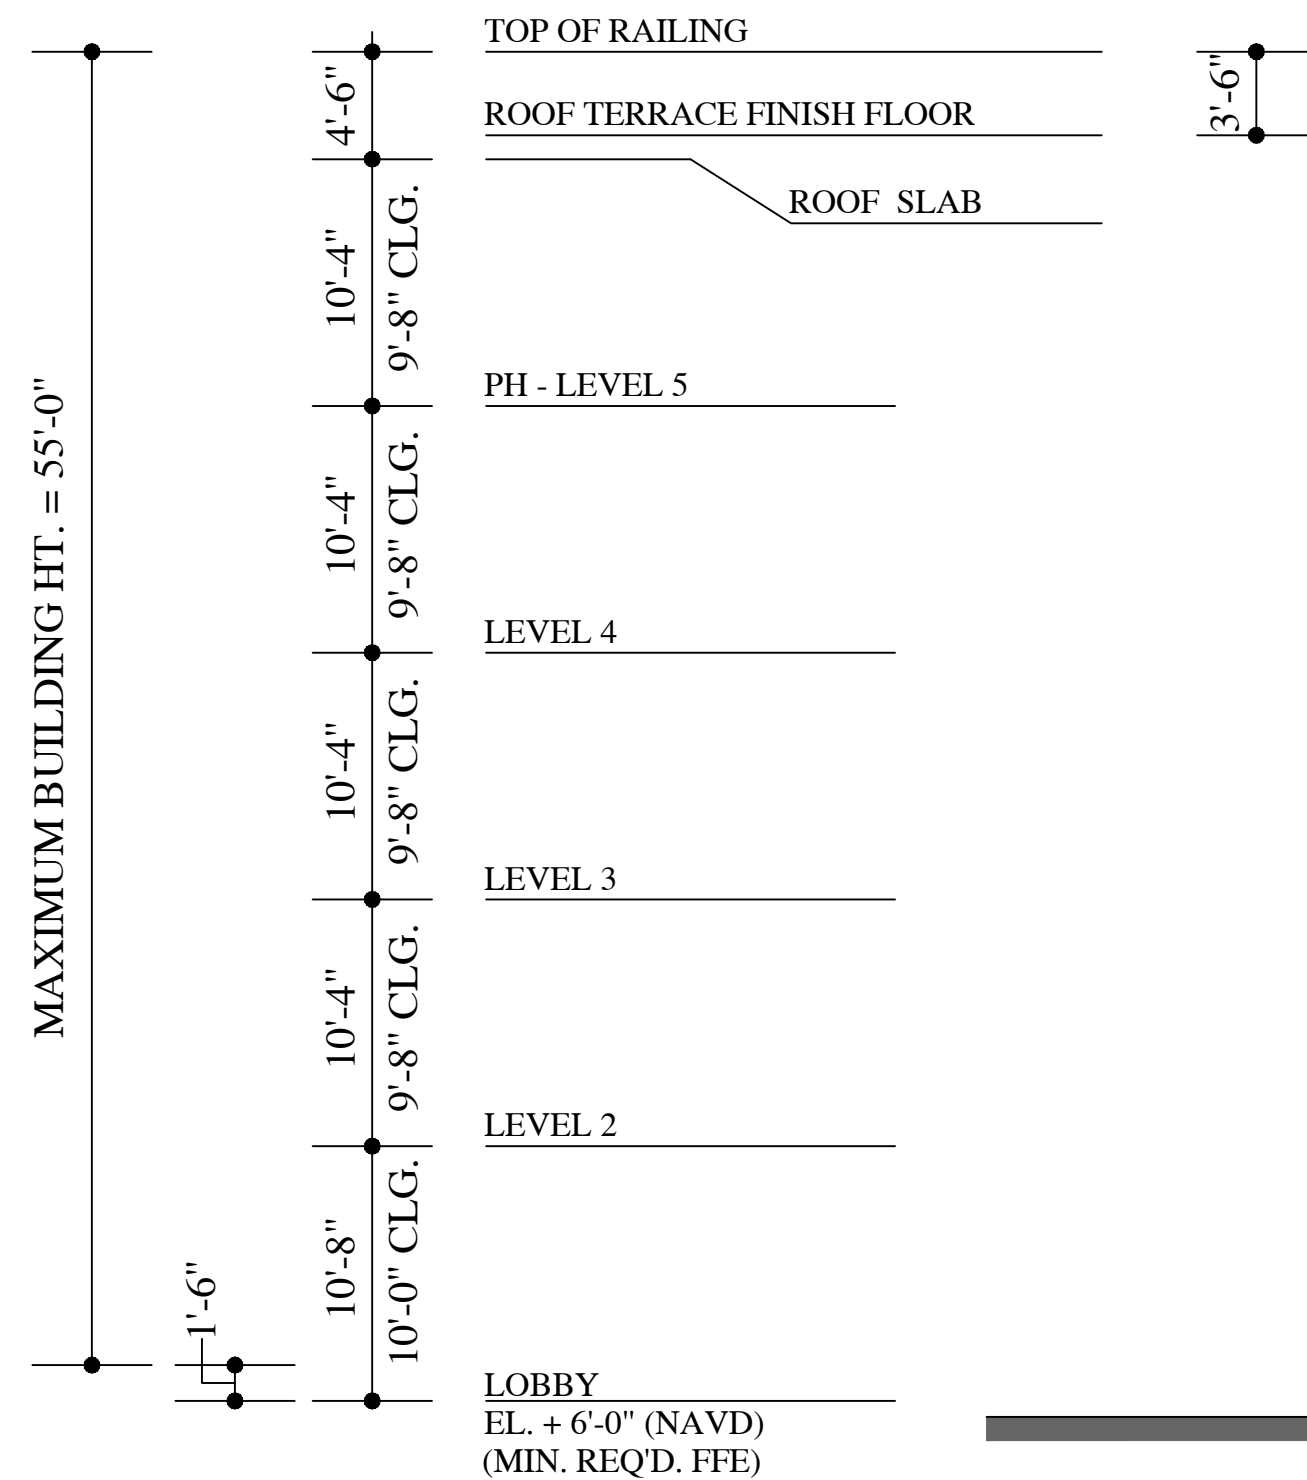 TOP OF RAILING
4'-6"
3'-6"
ROOF TERRACE FINISH FLOOR
ROOF  SLAB
10'-4"
9'-8" CLG.
PH - LEVEL 5
MAXIMUM BUILDING HT. = 55'-0"
10'-4"
9'-8" CLG.
LEVEL 4
10'-4"
9'-8" CLG.
LEVEL 3
10'-4"
9'-8" CLG.
LEVEL 2
1'-6"
10'-8"
10'-0" CLG.
LOBBY
EL. + 6'-0" (NAVD)
(MIN. REQ'D. FFE)